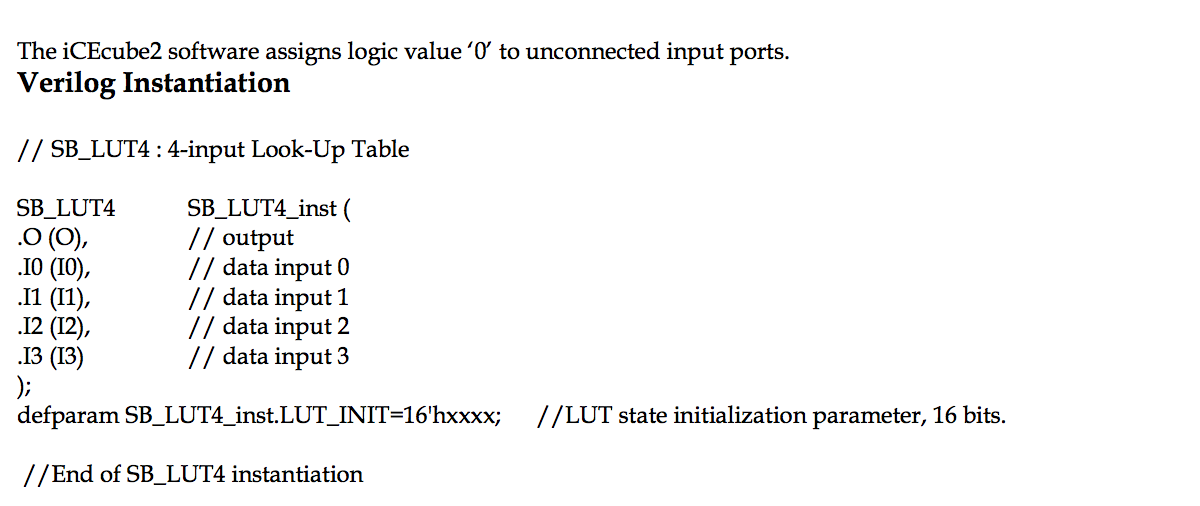 The iCEcube2 software assigns logic value ‘0’ to unconnected input ports.
Verilog Instantiation
// SB_LUT4 : 4-input Look-Up Table
SB_LUT4 SB_LUT4_inst (
.O (O), // output
.I0 (I0), // data input 0
.I1 (I1), // data input 1
.I2 (I2), // data input 2
.I3 (I3) // data input 3
);
defparam SB_LUT4_inst.LUT_INIT=16'hxxxx; //LUT state initialization parameter, 16 bits.
//End of SB_LUT4 instantiation